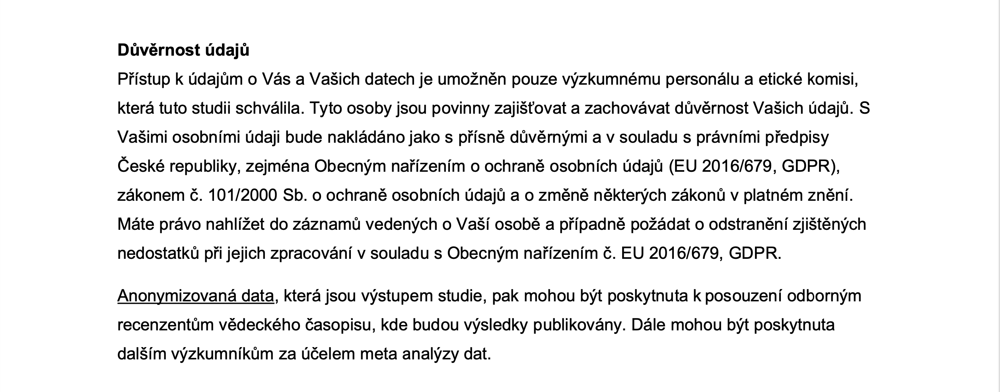 Důvěrnost údajů
Přístup k údajům o Vás a Vašich datech je umožněn pouze výzkumnému personálu a etické komisi,
která tuto studii schválila. Tyto osoby jsou povinny zajišťovat a zachovávat důvěrnost Vašich údajů. S
Vašimi osobními údaji bude nakládáno jako s přísně důvěrnými a v souladu s právními předpisy
České republiky, zejména Obecným nařízením o ochraně osobních údajů (EU 2016/679, GDPR),
zákonem č. 101/2000 Sb. o ochraně osobních údajů a o změně některých zákonů v platném znění.
Máte právo nahlížet do záznamů vedených o Vaší osobě a případně požádat o odstranění zjištěných
nedostatků při jejich zpracování v souladu s Obecným nařízením č. EU 2016/679, GDPR.
Anonymizovaná data, která jsou výstupem studie, pak mohou být poskytnuta k posouzení odborným
recenzentům vědeckého časopisu, kde budou výsledky publikovány. Dále mohou být poskytnuta
dalším výzkumníkům za účelem meta analýzy dat.